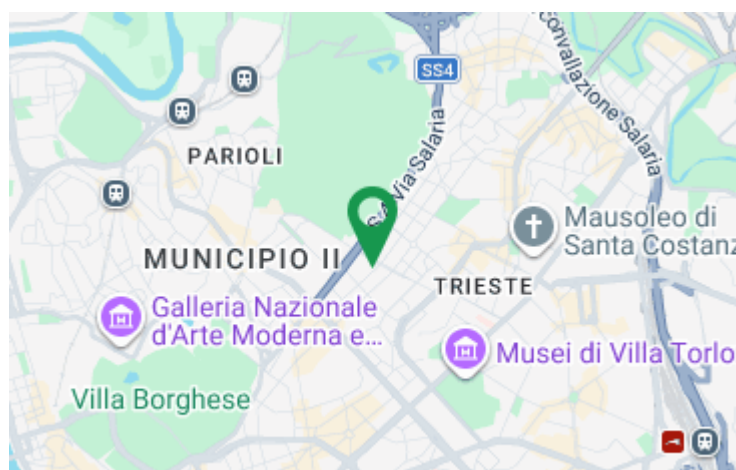 SS4
Convallazione Salaria
Via Salaria
PARIOLI
Mausoleo di
Santa Costanz
MUNICIPIO II
TRIESTE
Galleria Nazionale
d'Arte Moderna e...
Musei di Villa Torlo
Villa Borghese